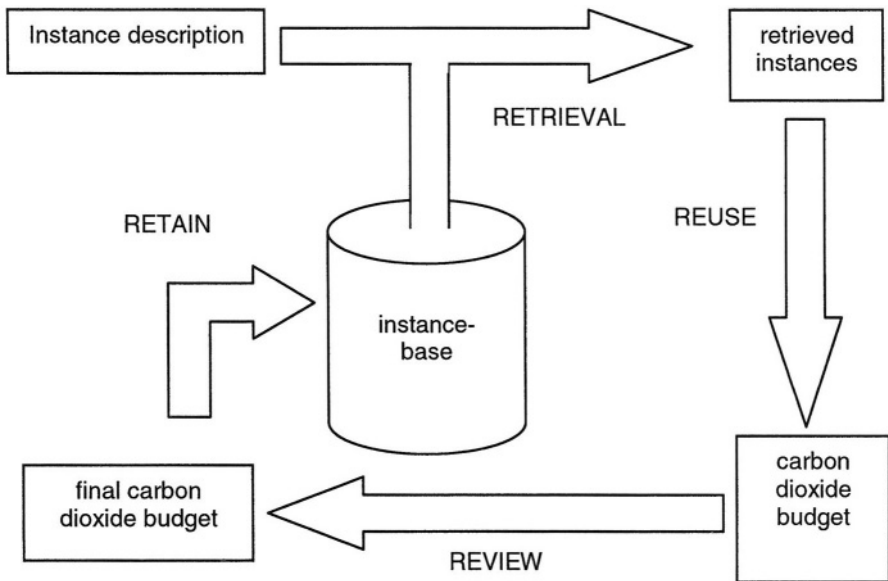 Instance description
retrieved
instances
RETRIEVAL
RETAIN
REUSE
instance-
base
carbon
dioxide
budget
final carbon
dioxide budget
REVIEW